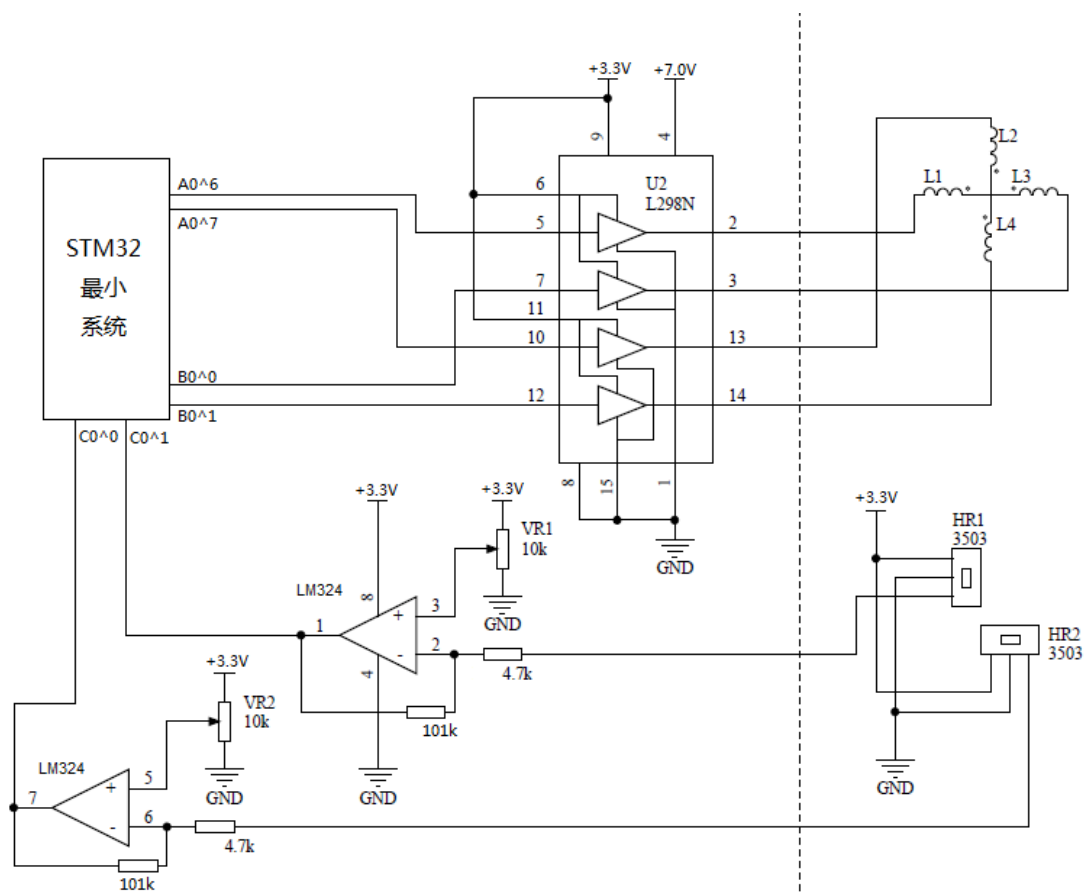 +3.3V
+7.0V
9
4
L2
A0^6
6
U2
L298N
L1
L3
A0^7
5
2
L4
STM32
最小
系统
7
3
11
10
13
B0^0
12
14
B0^1
C0^0
C0^1
8
15
1
+3.3V
+3.3V
+3.3V
VR1
10k
GND
HR1
3503
LM324
8
3
+
GND
1
2
-
HR2
3503
4
4.7k
+3.3V
VR2
10k
101k
LM324
5
+
GND
GND
GND
7
6
-
4.7k
101k